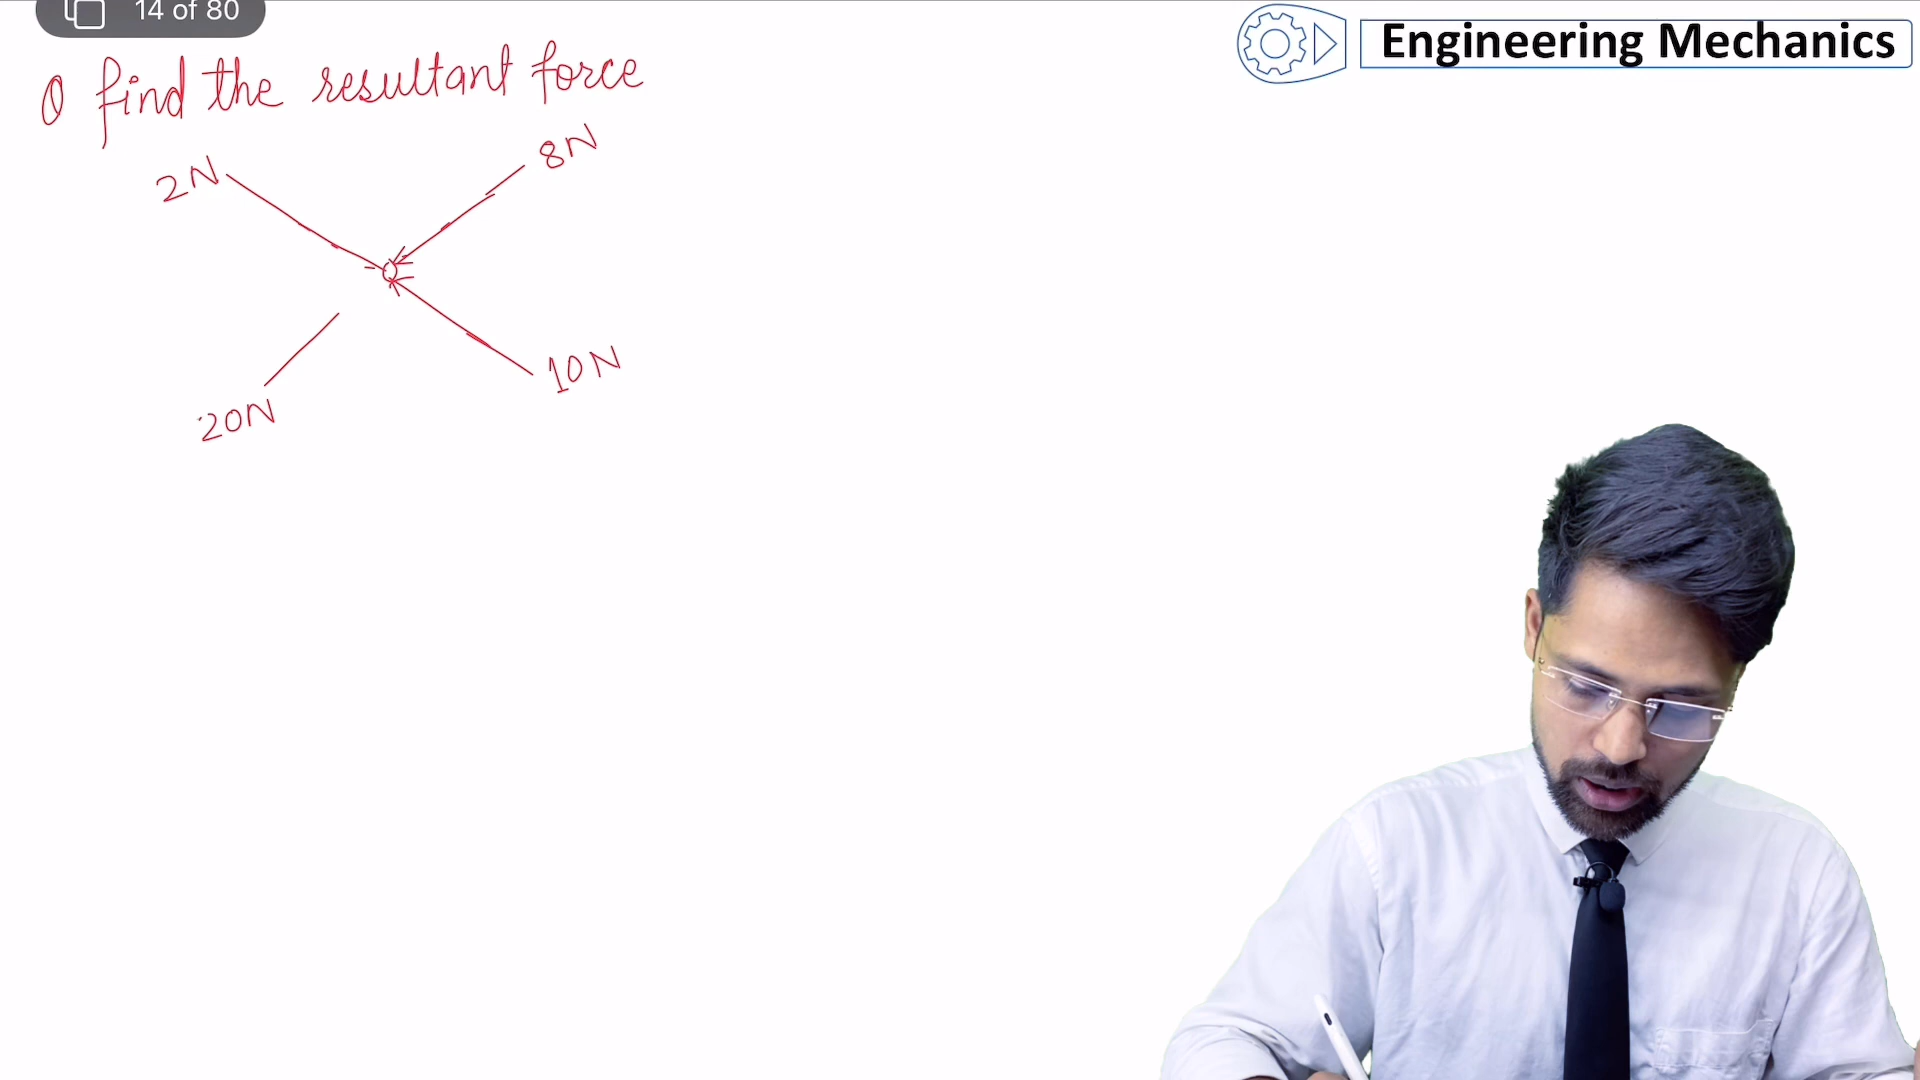 14 of 80
Engineering Mechanics
Q find the resultant force
2N
8N
10N
20N